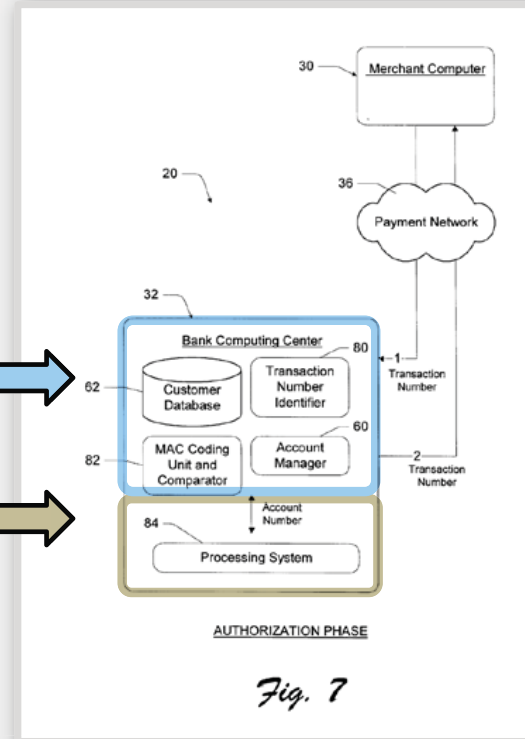 30
Merchant Computer
20
36
Payment Network
32
Bank Computing Center
80
1
Transaction
Number
62
Customer
Database
Transaction
Number
Identifier
60
82
MAC Coding
Unit and
Comparator
Account
Manager
2
Transaction
Number
Account
Number
84
Processing System
AUTHORIZATION PHASE
Fig. 7